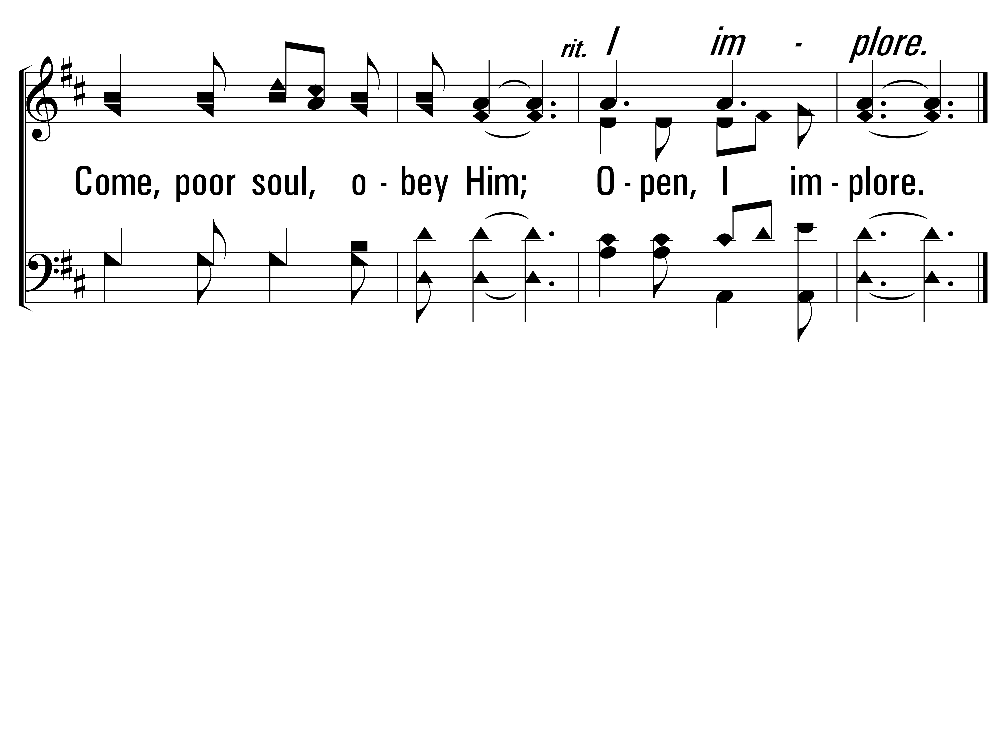 rit. I im - plore.
Come, poor soul, o - bey Him; O - pen, I im - plore.